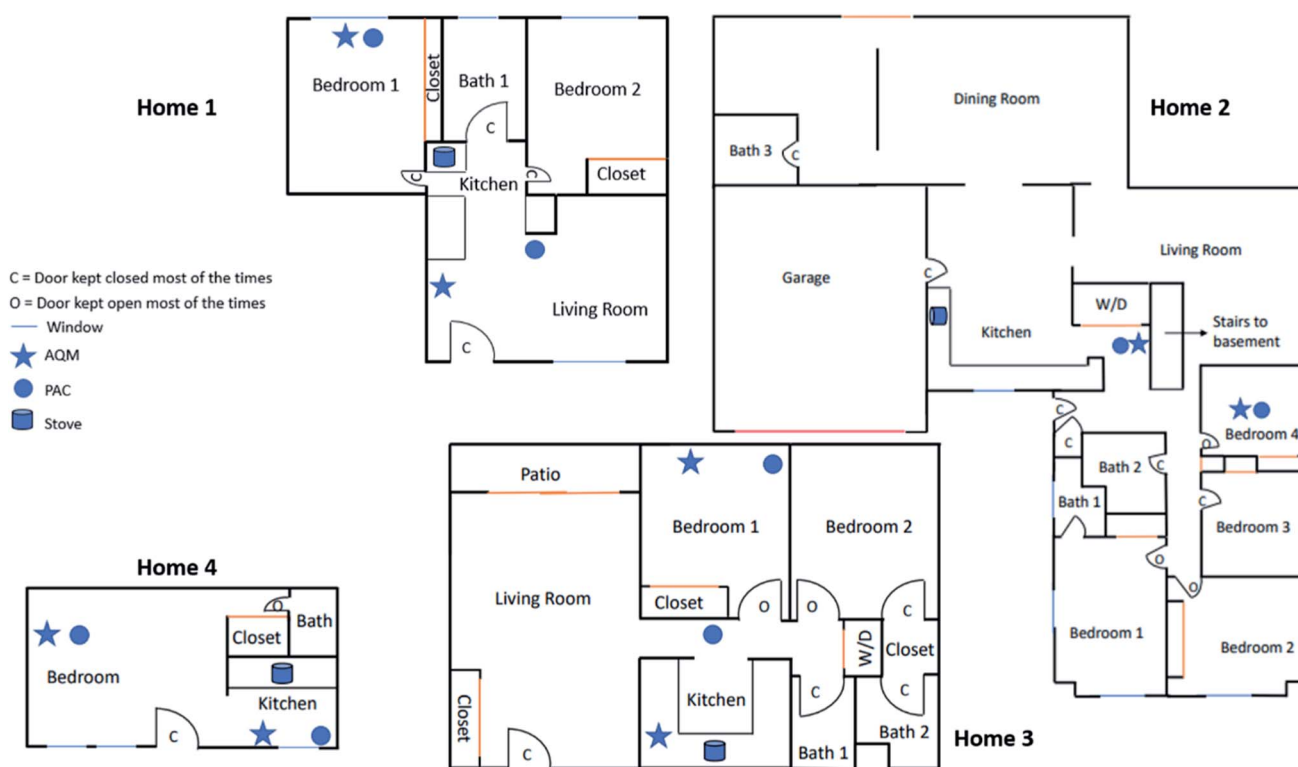 Home 1
Bedroom 1
Closet
Bath 1
Bedroom 2
C
C
Kitchen
C
Closet
Living Room
C
Home 2
Dining Room
Bath 3
C
Garage
C
Kitchen
Living Room
W/D
Stairs to
basement
C
C
Bath 2
C
Bath 1
O
Bedroom 4
C
Bedroom 3
O
O
Bedroom 1
Bedroom 2
C = Door kept closed most of the times
O = Door kept open most of the times
Window
AQM
PAC
Stove
Home 4
O
Bath
Closet
Bedroom
Kitchen
C
Patio
Bedroom 1
Bedroom 2
Living Room
Closet
O
O
C
W/D
Closet
Kitchen
C
C
Closet
C
Bath 1
Bath 2
Home 3